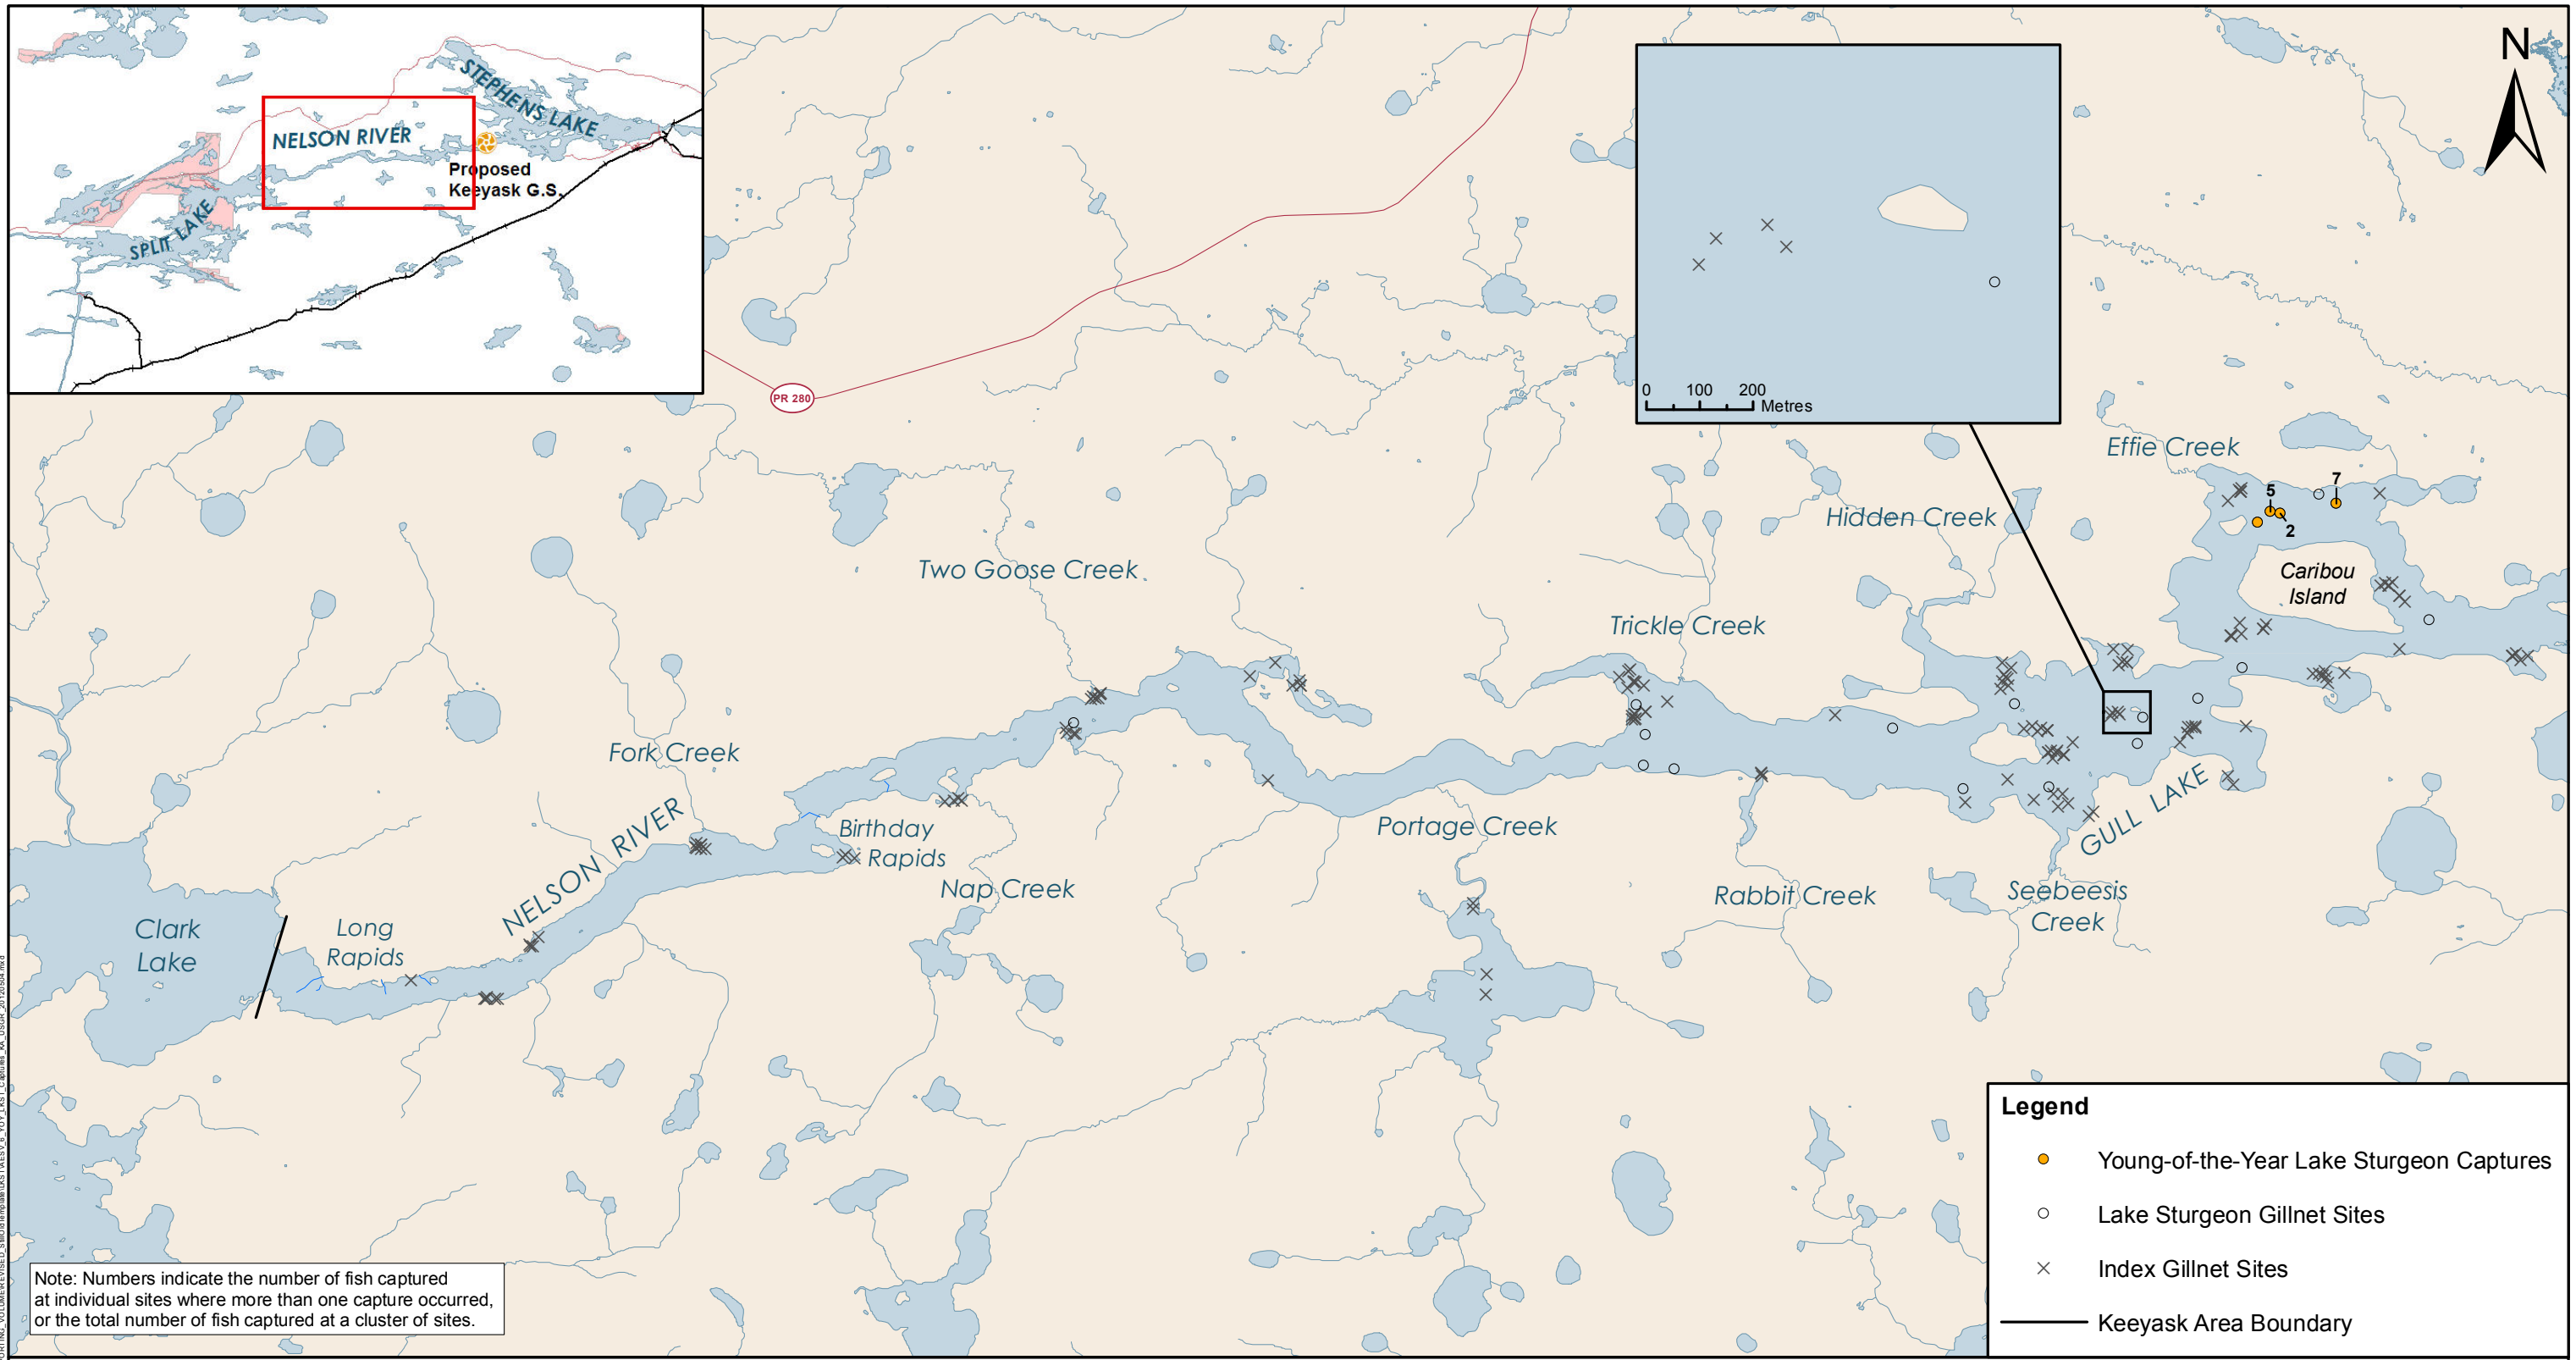 STEPHENS LAKE
NELSON RIVER
Proposed
Keeyask G.S.
SPLIT LAKE
N
0 100 200
Metres
PR 280
Effie Creek
5
7
2
Hidden Creek
Caribou
Island
Two Goose Creek
Trickle Creek
Fork Creek
NELSON RIVER
Birthday
Rapids
Nap Creek
Portage Creek
GULL LAKE
Rabbit Creek
Seebeesis
Creek
Clark
Lake
Long
Rapids
Legend
Young-of-the-Year Lake Sturgeon Captures
Lake Sturgeon Gillnet Sites
Index Gillnet Sites
Keeyask Area Boundary
Note: Numbers indicate the number of fish captured
at individual sites where more than one capture occurred,
or the total number of fish captured at a cluster of sites.